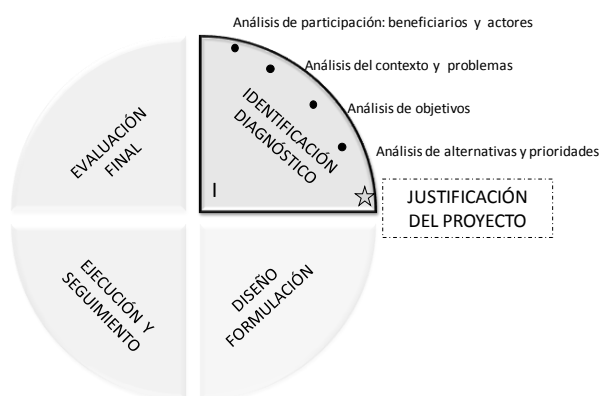 Análisis de participación: beneficiarios y actores
Análisis del contexto y problemas
Análisis de objetivos
Análisis de alternativas y prioridades
IDENTIFICACIÓN
DIAGNÓSTICO
I
JUSTIFICACIÓN
DEL PROYECTO
EVALUACIÓN
FINAL
EJECUCIÓN Y
SEGUIMIENTO
DISEÑO
FORMULACIÓN